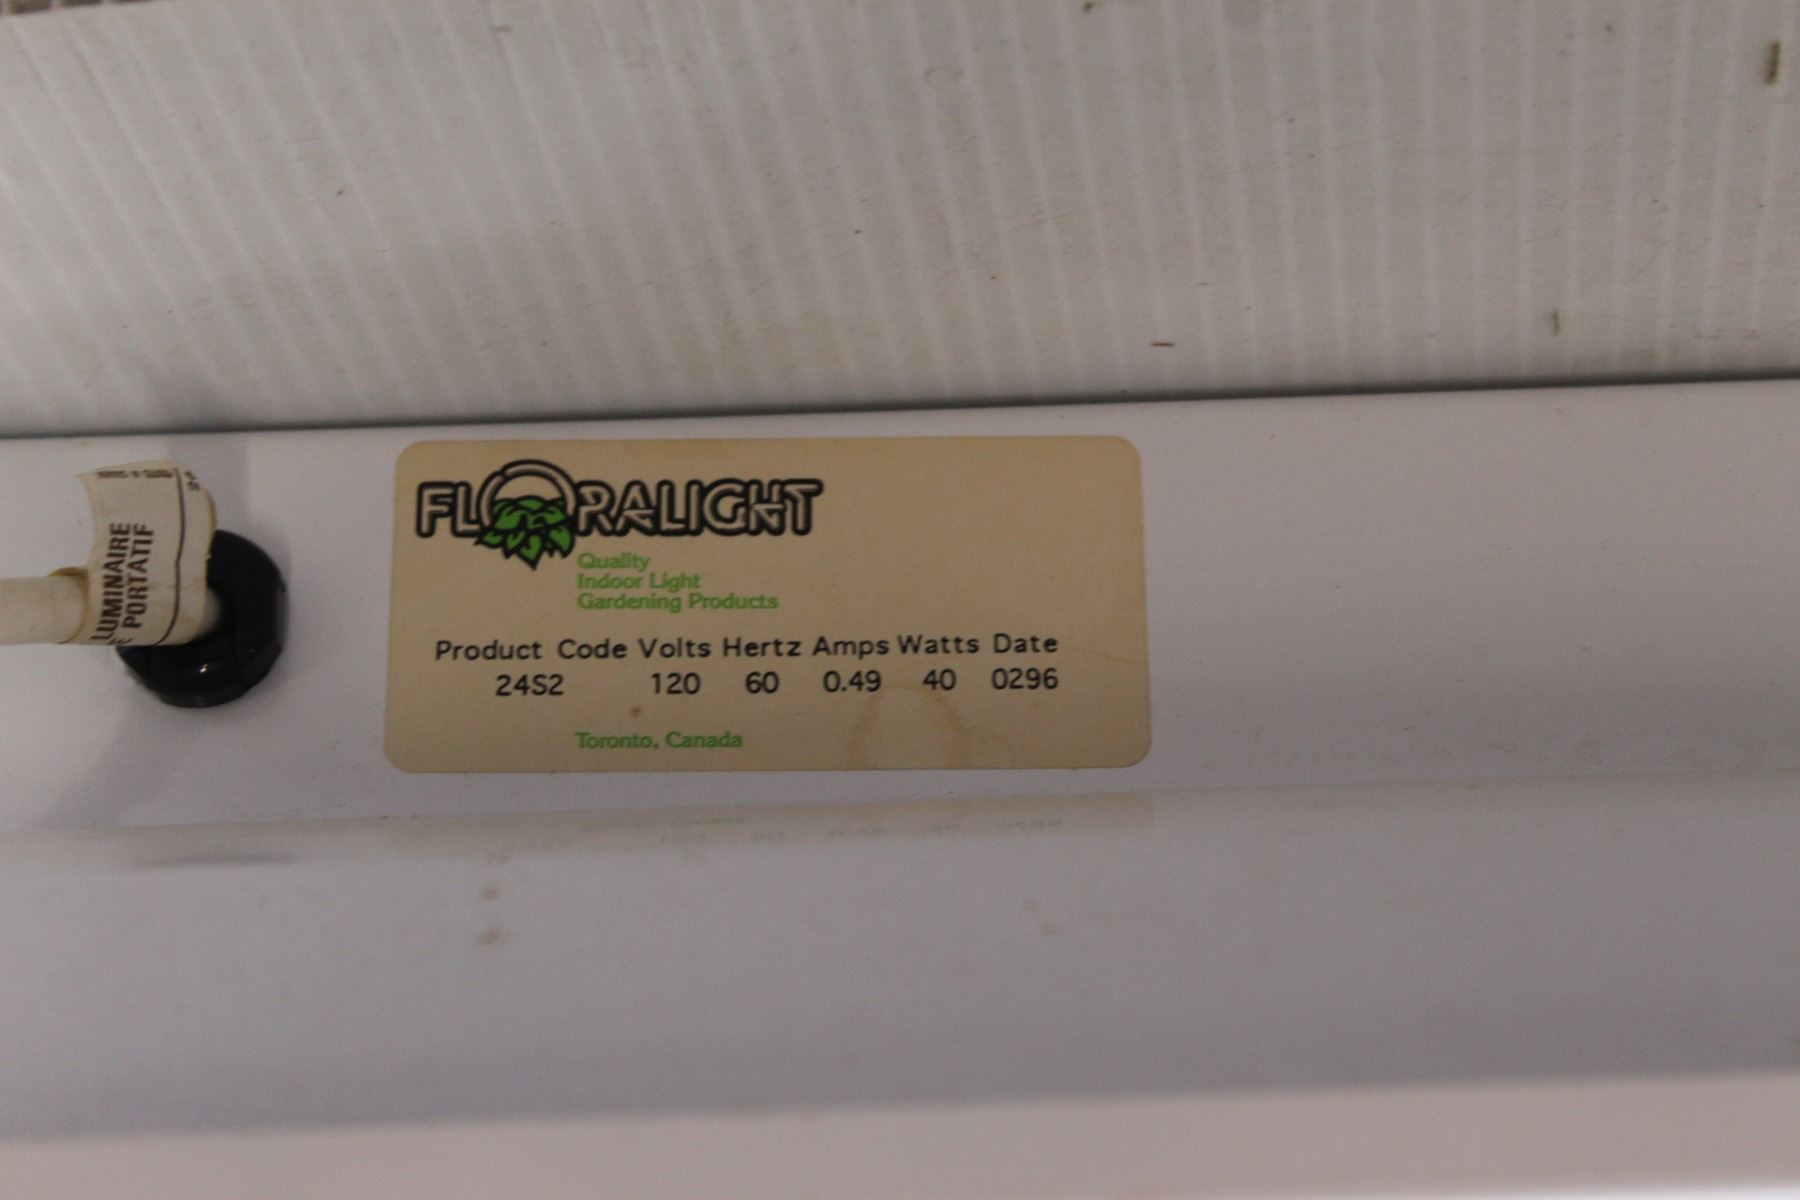 FLORALIGHT
Quality
Indoor Light
Gardening Products
Product Code Volts Hertz Amps Watts Date
24S2 120 60 0.49 40 0296
Toronto, Canada
LUMINAIRE
PORTATIF